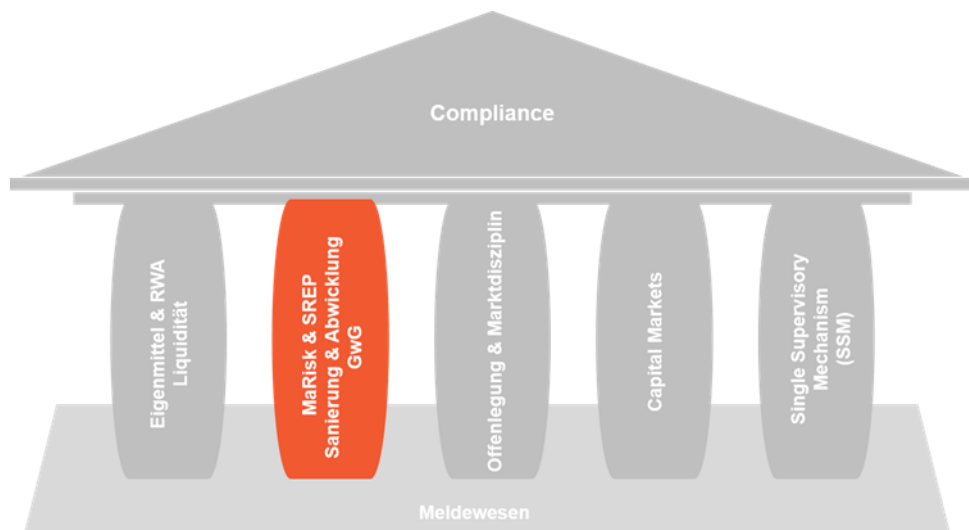 Compliance
Eigenmittel & RWA
Liquidität
MaRisk & SREP
Sanierung & Abwicklung
GwG
Offenlegung & Marktdisziplin
Capital Markets
Single Supervisory
Mechanism
(SSM)
Meldewesen